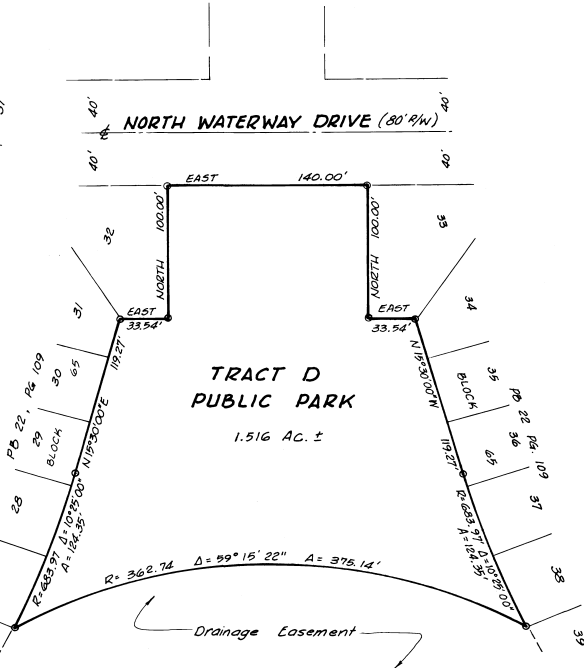 40'
40'
℄ NORTH WATERWAY DRIVE (80' R/W)
40'
40'
EAST 140.00'
100.00'
NORTH
100.00'
NORTH
32
33
31
34
EAST
33.54'
EAST
33.54'
119.27'
N 15°30'00" E
N 15°30'00" W
119.27'
TRACT D
PUBLIC PARK
1.516 AC. ±
PB 22, PG 109
30
65
29
BLOCK
28
35
BLOCK
PB 22 PG. 109
36
65
37
38
39
R=683.97 Δ=10°25'00"
A=124.35'
R=683.97' Δ=10°25'00"
A=124.35'
R= 362.74 Δ= 59° 15' 22" A= 375.14'
Drainage Easement